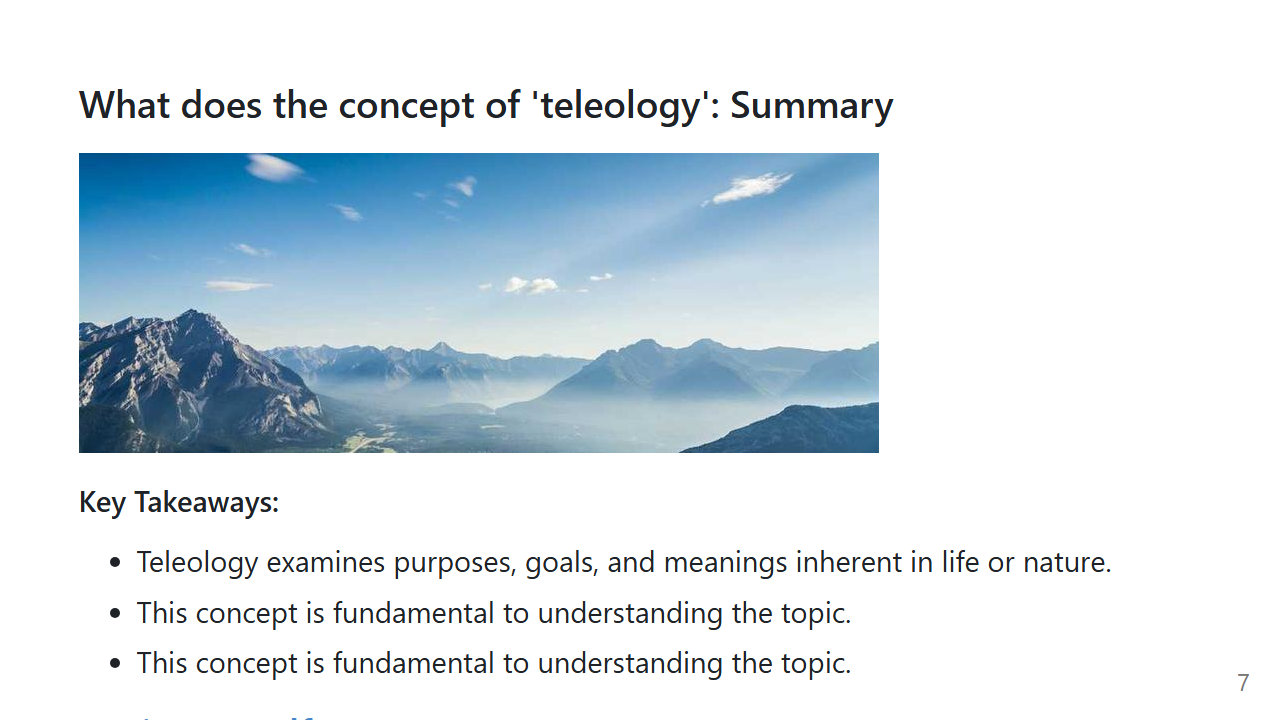 What does the concept of 'teleology': Summary
Key Takeaways:
• Teleology examines purposes, goals, and meanings inherent in life or nature.
• This concept is fundamental to understanding the topic.
• This concept is fundamental to understanding the topic.
7